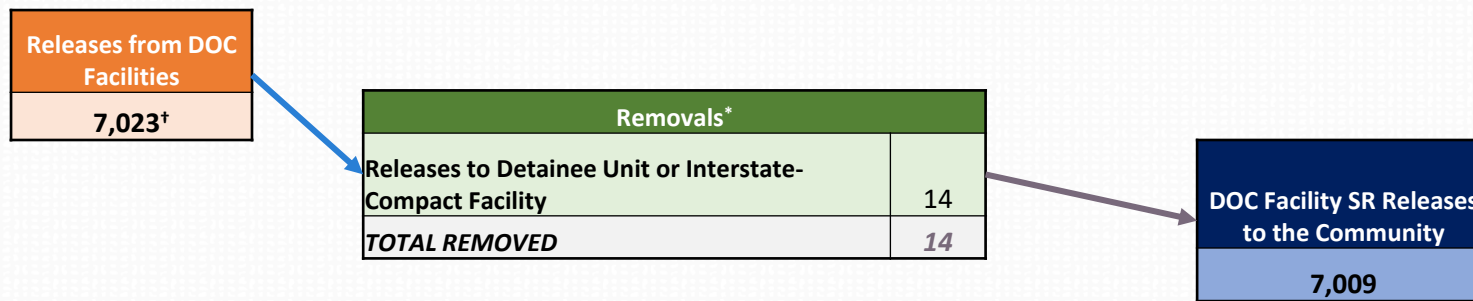 Releases from DOC
Facilities
7,023†
Removals*
Releases to Detainee Unit or Interstate-
Compact Facility
14
TOTAL REMOVED
14
DOC Facility SR Releases
to the Community
7,009